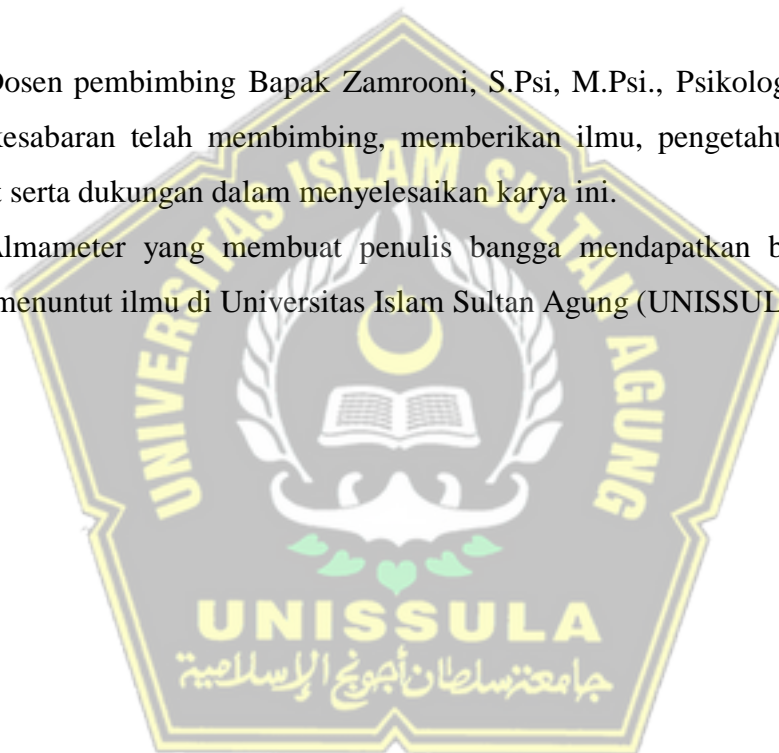 Dosen pembimbing Bapak Zamrooni, S.Psi, M.Psi., Psikolog
kesabaran telah membimbing, memberikan ilmu, pengetahu
t serta dukungan dalam menyelesaikan karya ini.
Almameter yang membuat penulis bangga mendapatkan b
menuntut ilmu di Universitas Islam Sultan Agung (UNISSUL
UNIVERSITAS ISLAM SULTAN AGUNG
UNISSULA
جامعة سلطان أجونج الإسلامية